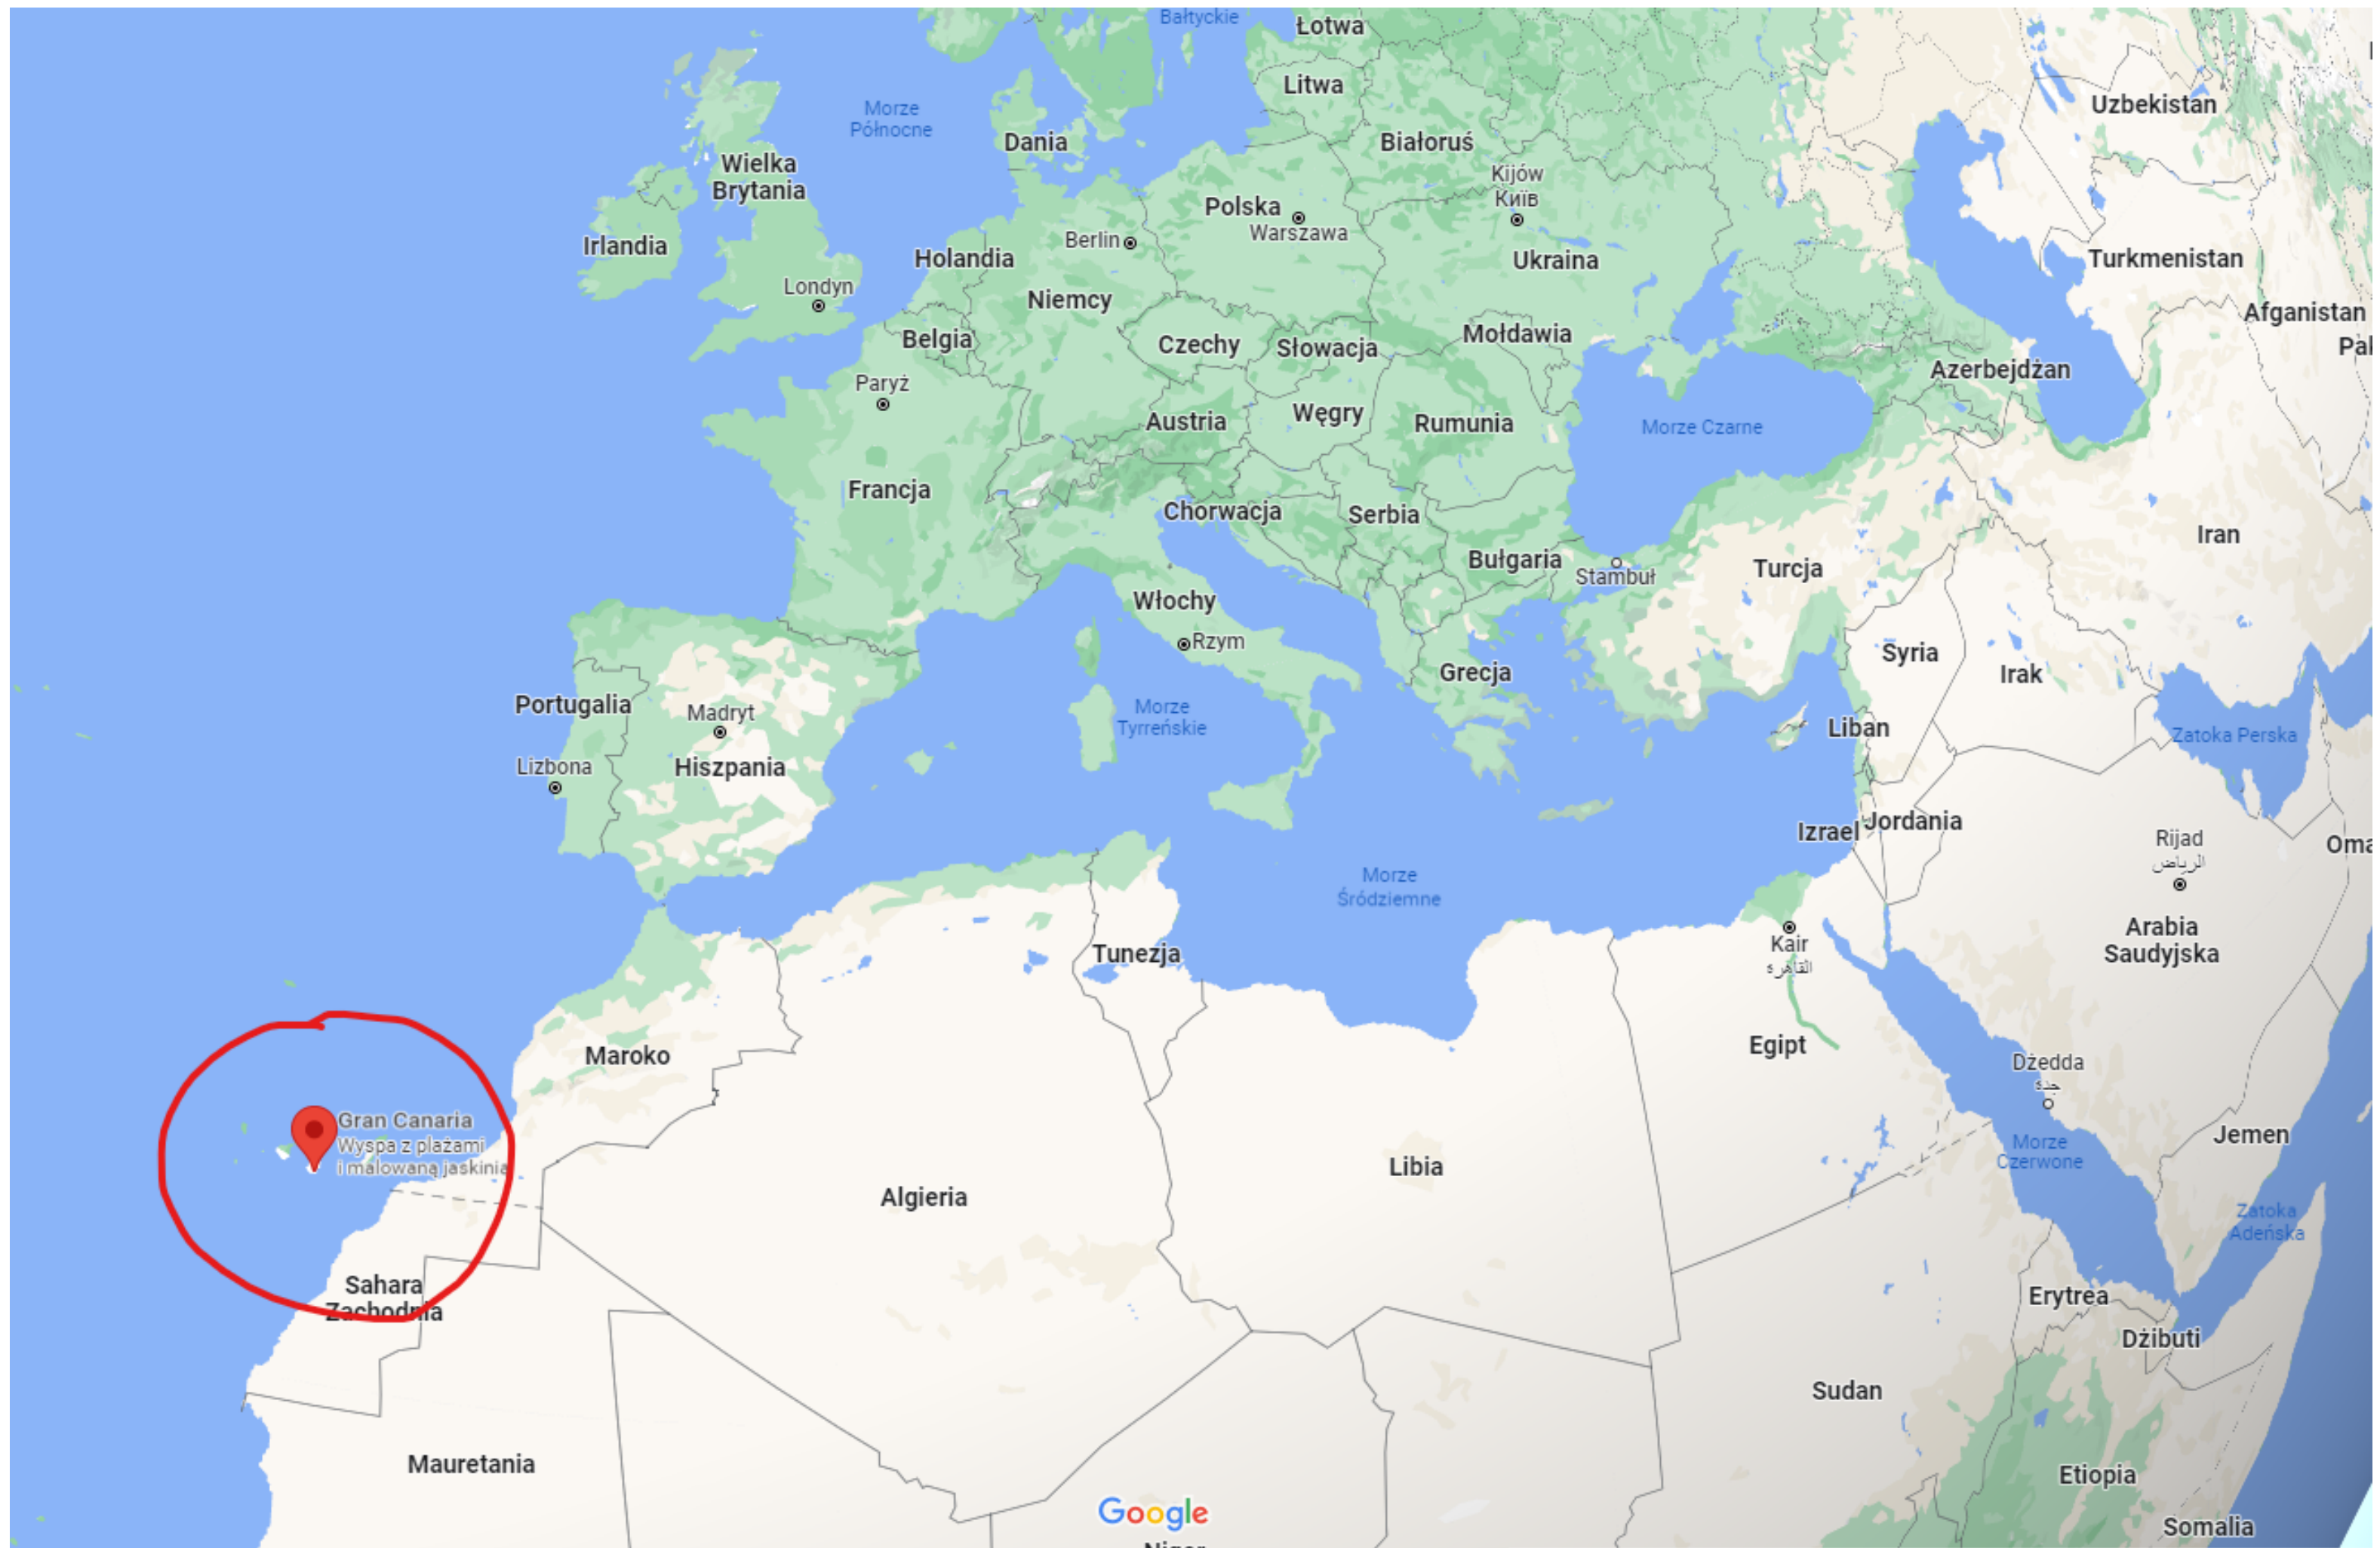 Bałtyckie
Łotwa
Litwa
Morze
Północne
Dania
Białoruś
Uzbekistan
Wielka
Brytania
Kijów
Київ
Polska
Warszawa
Irlandia
Berlin
Holandia
Ukraina
Turkmenistan
Londyn
Niemcy
Afganistan
Belgia
Czechy
Słowacja
Mołdawia
Pak
Azerbejdżan
Paryż
Austria
Węgry
Rumunia
Morze Czarne
Francja
Chorwacja
Serbia
Iran
Bułgaria
Stambuł
Turcja
Włochy
Rzym
Syria
Irak
Grecja
Portugalia
Madryt
Morze
Tyrreńskie
Liban
Zatoka Perska
Lizbona
Hiszpania
Izrael
Jordania
Rijad
الرياض
Oma
Morze
Śródziemne
Arabia
Saudyjska
Kair
القاهرة
Tunezja
Maroko
Egipt
Dżedda
جدة
Gran Canaria
Wyspa z plażami
i malowaną jaskinią
Jemen
Morze
Czerwone
Libia
Algieria
Zatoka
Adeńska
Sahara
Zachodnia
Erytrea
Dżibuti
Sudan
Mauretania
Etiopia
Google
Somalia
Niger